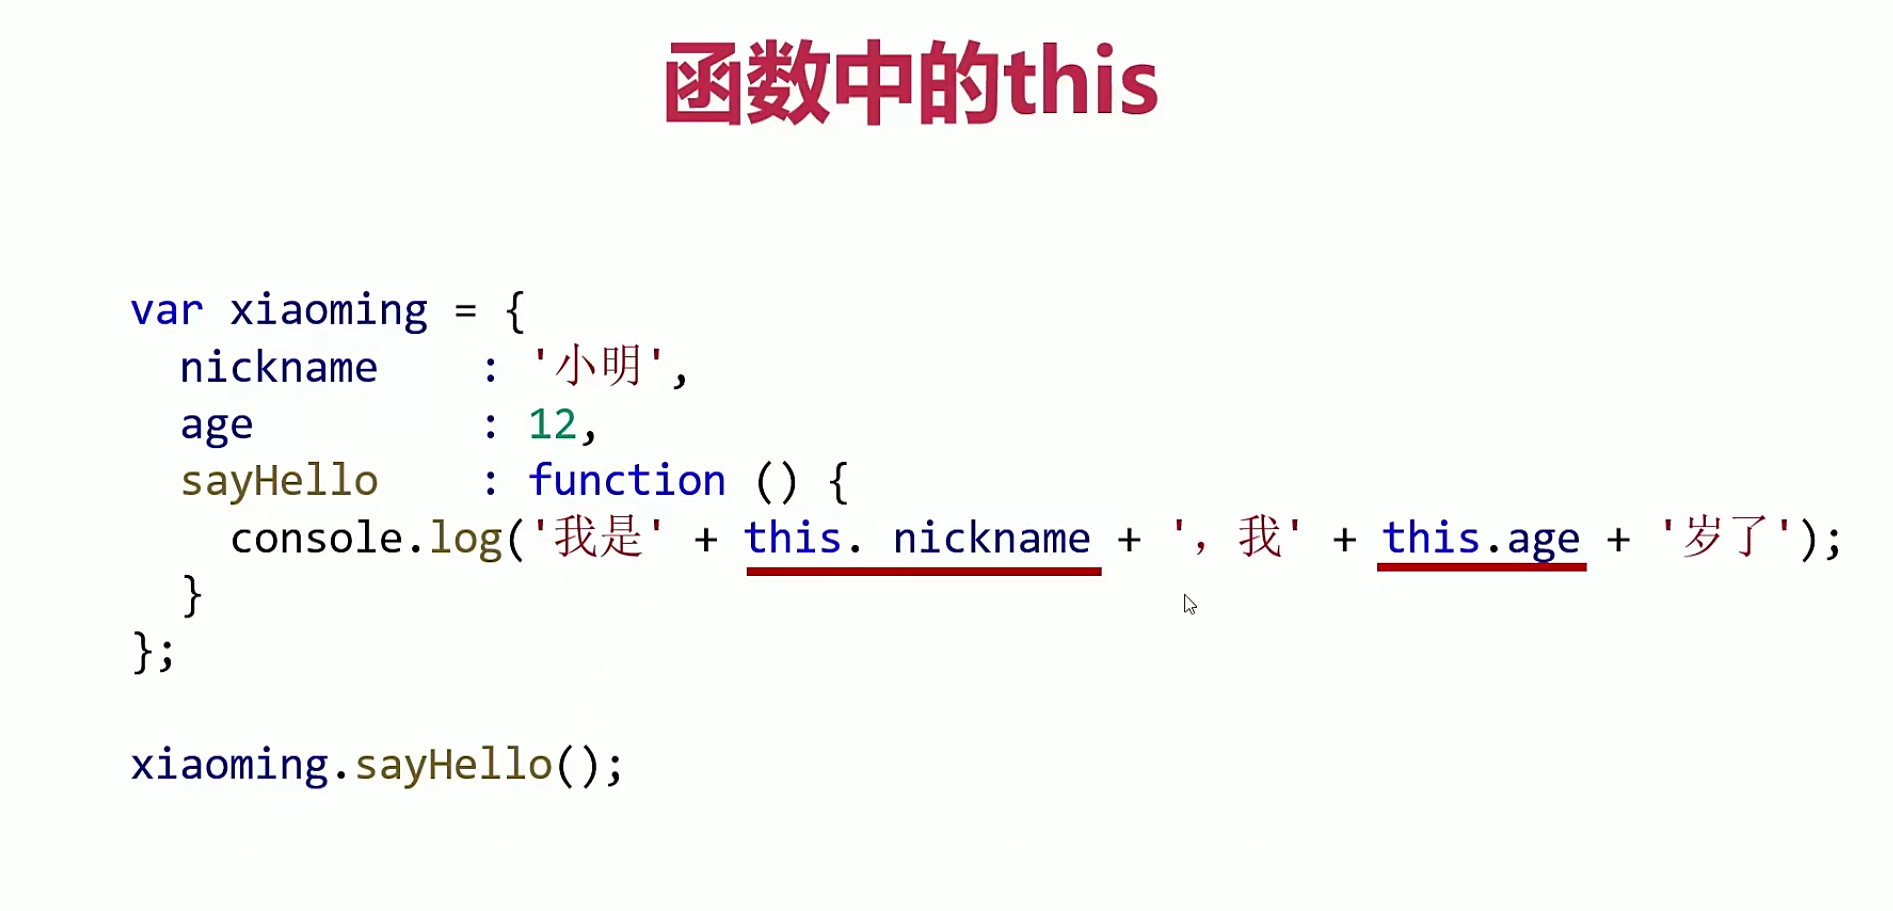 函数中的this
var xiaoming = {
  nickname    : '小明',
  age         : 12,
  sayHello    : function () {
    console.log('我是' + this. nickname + '，我' + this.age + '岁了');
  }
};
xiaoming.sayHello();